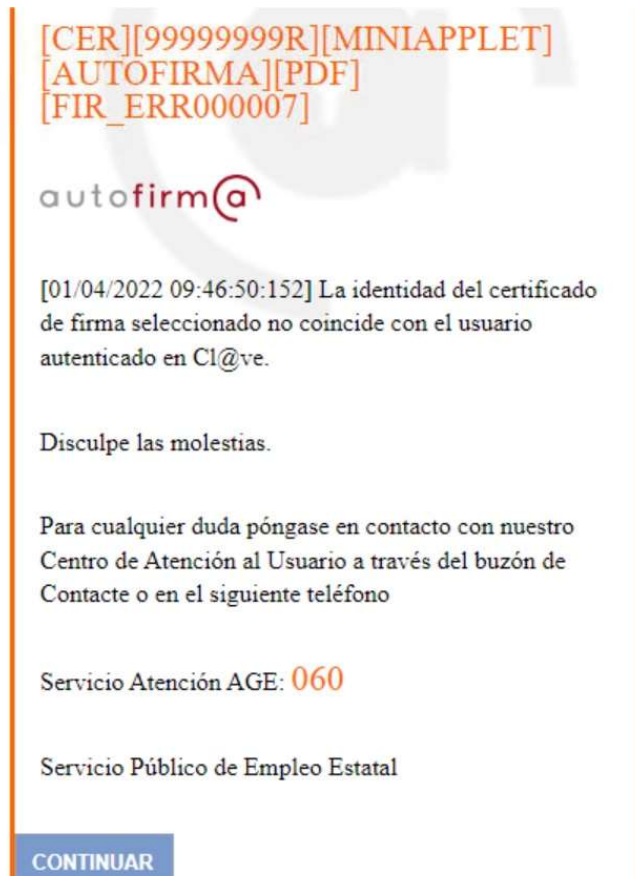 [CER][99999999R][MINIAPPLET]
[AUTOFIRMA][PDF]
[FIR_ERR000007]
autofirm@
[01/04/2022 09:46:50:152] La identidad del certificado
de firma seleccionado no coincide con el usuario
autenticado en Cl@ve.
Disculpe las molestias.
Para cualquier duda póngase en contacto con nuestro
Centro de Atención al Usuario a través del buzón de
Contacte o en el siguiente teléfono
Servicio Atención AGE: 060
Servicio Público de Empleo Estatal
CONTINUAR